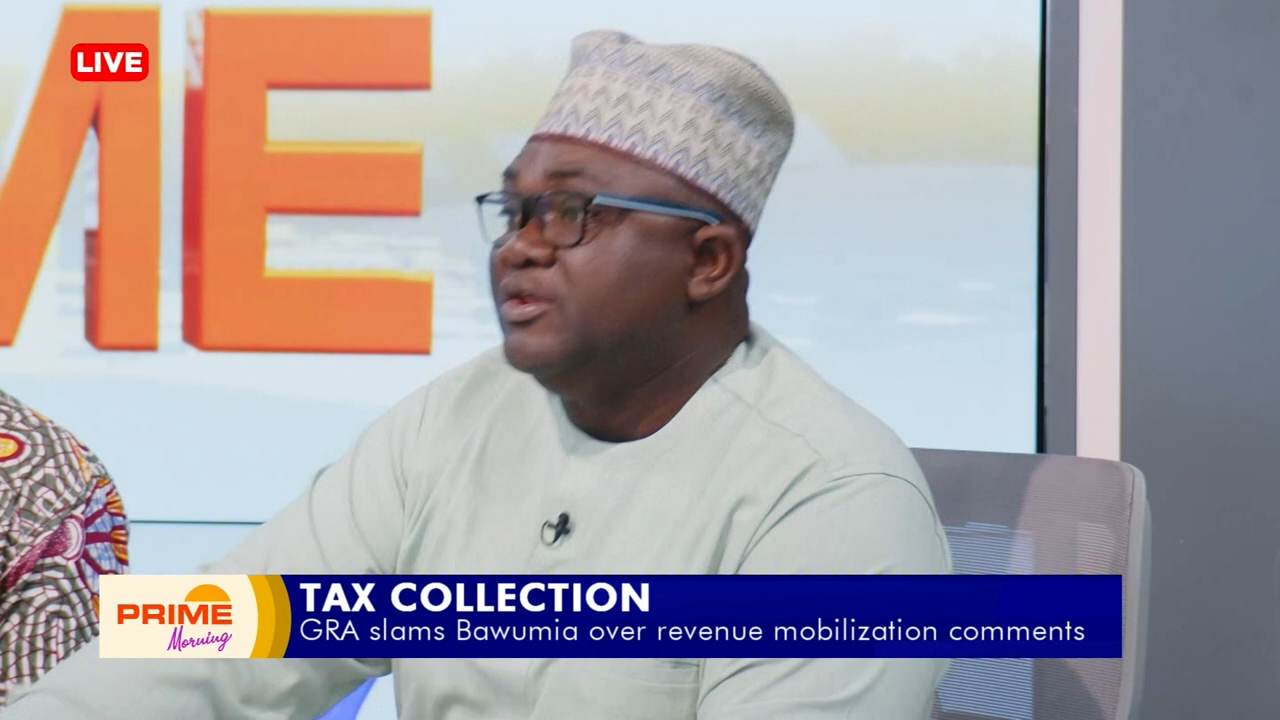 LIVE
ME
TAX COLLECTION
PRIME
Morning
GRA slams Bawumia over revenue mobilization comments